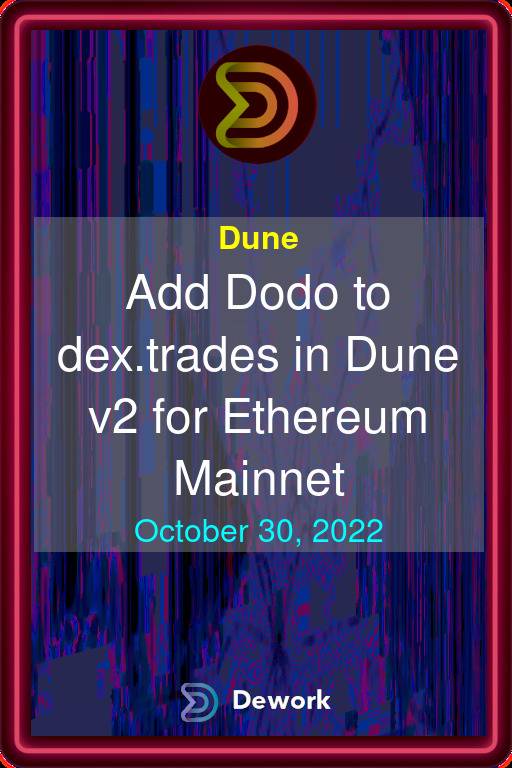 Dune
Add Dodo to
dex.trades in Dune
v2 for Ethereum
Mainnet
October 30, 2022
Dework